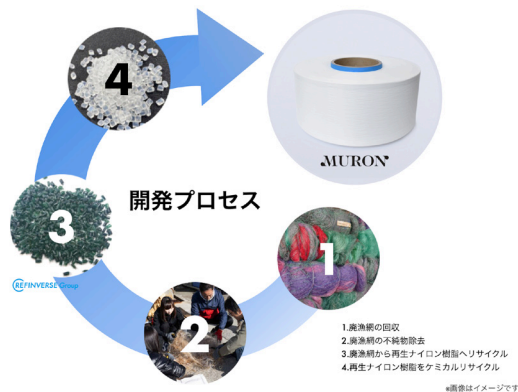 4
MURON
開発プロセス
3
1
REFINVERSE Group
2
1.廃漁網の回収
2.廃漁網の不純物除去
3.廃漁網から再生ナイロン樹脂へリサイクル
4.再生ナイロン樹脂をケミカルリサイクル
※画像はイメージです